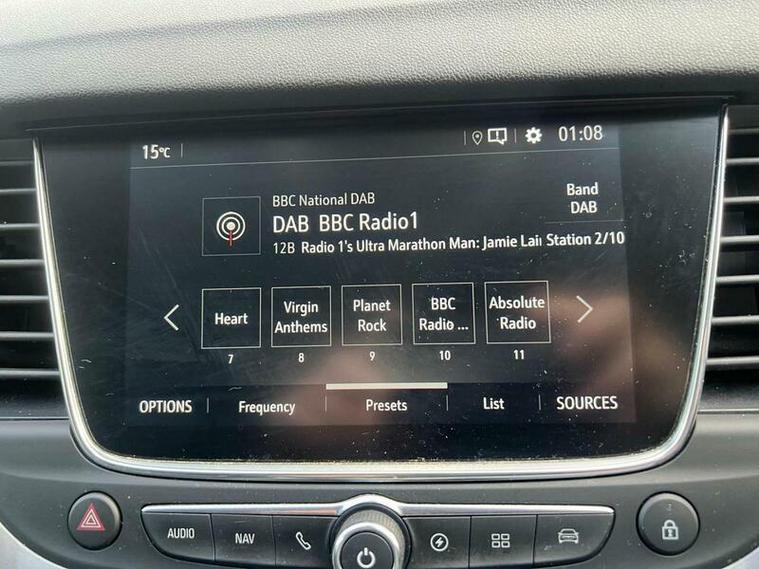 15°C
01:08
BBC National DAB
Band
DAB
DAB BBC Radio1
12B Radio 1's Ultra Marathon Man: Jamie Lai Station 2/10
Heart
Virgin
Anthems
Planet
Rock
BBC
Radio ...
Absolute
Radio
7 8 9 10 11
OPTIONS Frequency Presets List SOURCES
AUDIO NAV